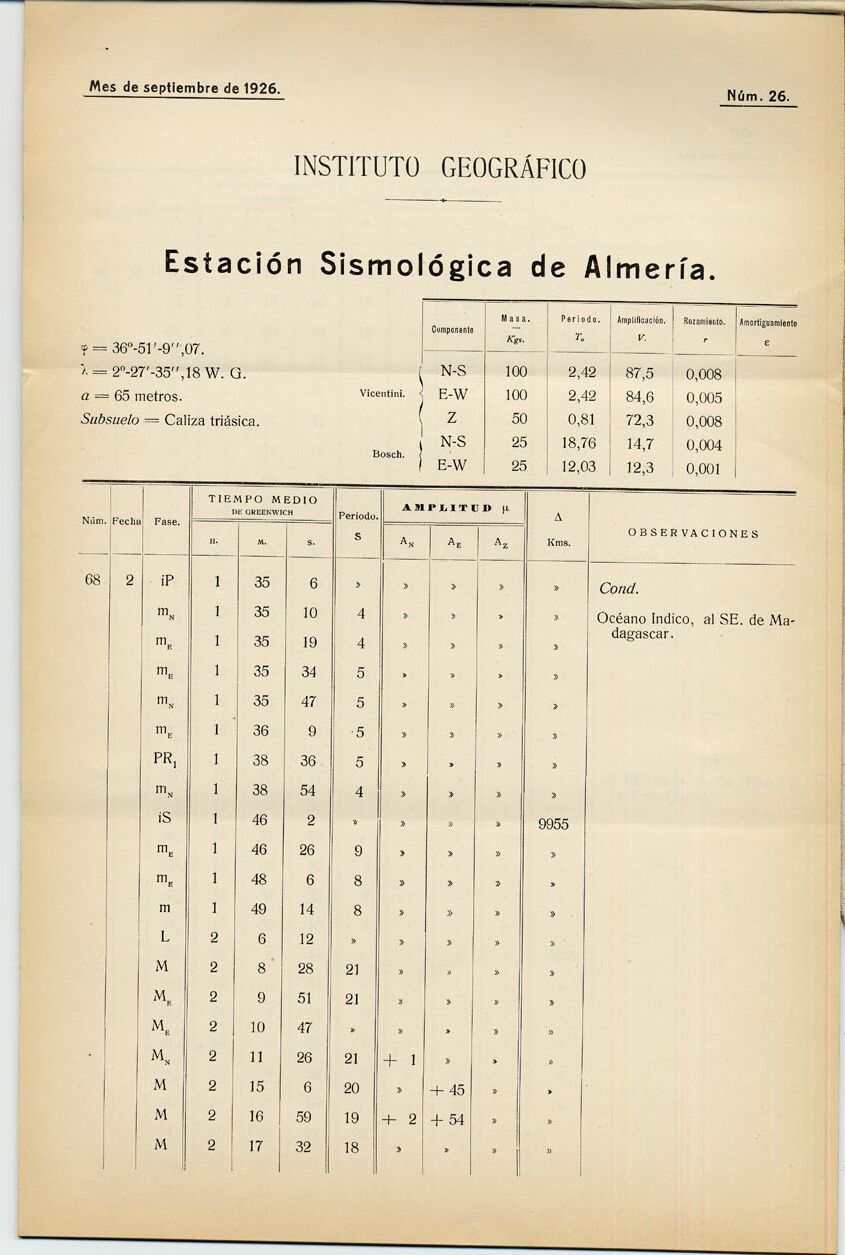 Mes de septiembre de 1926.
Núm. 26.
INSTITUTO GEOGRÁFICO
Estación Sismológica de Almería.
φ = 36º-51'-9'',07.
λ = 2º-27'-35'',18 W. G.
a = 65 metros.
Subsuelo = Caliza triásica.
Componente Masa. Kgs. Periodo. T₀ Amplificación. V. Rozamiento. r Amortiguamiento ε
Vicentini. N-S 100 2,42 87,5 0,008
E-W 100 2,42 84,6 0,005
Z 50 0,81 72,3 0,008
Bosch. N-S 25 18,76 14,7 0,004
E-W 25 12,03 12,3 0,001
Núm. Fecha Fase. TIEMPO MEDIO DE GREENWICH Período. AMPLITUD μ Δ OBSERVACIONES
H. M. S. S A_N A_E A_Z Kms.
68 2 iP 1 35 6 » » » » » Cond.
m_N 1 35 10 4 » » » » Océano Indico, al SE. de Ma-
dagascar.
m_E 1 35 19 4 » » » »
m_E 1 35 34 5 » » » »
m_N 1 35 47 5 » » » »
m_E 1 36 9 5 » » » »
PR₁ 1 38 36 5 » » » »
m_N 1 38 54 4 » » » »
iS 1 46 2 » » » » 9955
m_E 1 46 26 9 » » » »
m_E 1 48 6 8 » » » »
m 1 49 14 8 » » » »
L 2 6 12 » » » » »
M 2 8 28 21 » » » »
M_E 2 9 51 21 » » » »
M_E 2 10 47 » » » » »
M_N 2 11 26 21 + 1 » » »
M 2 15 6 20 » + 45 » »
M 2 16 59 19 + 2 + 54 » »
M 2 17 32 18 » » » »